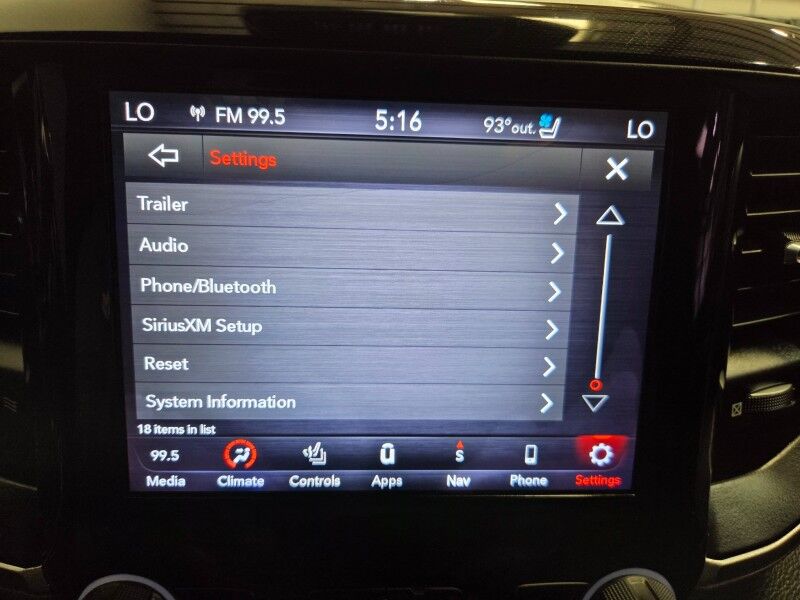 LO FM 99.5 5:16 93°out. LO
Settings
Trailer
Audio
Phone/Bluetooth
SiriusXM Setup
Reset
System Information
18 items in list
99.5 S
Media Climate Controls Apps Nav Phone Settings